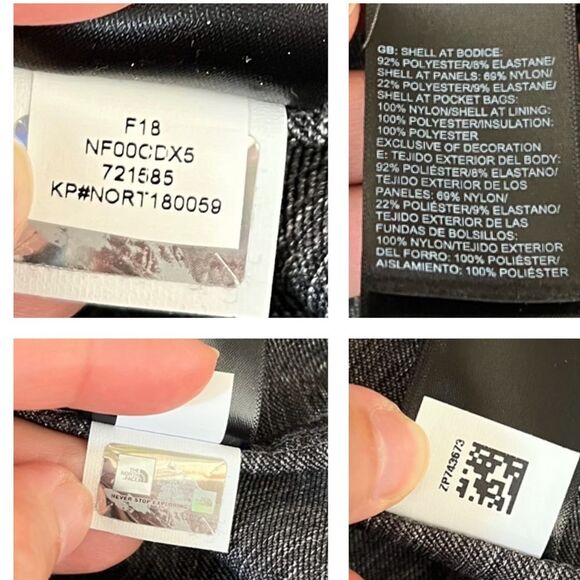 F18
NF00CDX5
721585
KP#NORT180059
GB: SHELL AT BODICE:
92% POLYESTER/8% ELASTANE/
SHELL AT PANELS: 69% NYLON/
22% POLYESTER/9% ELASTANE/
SHELL AT POCKET BAGS:
100% NYLON/SHELL AT LINING:
100% POLYESTER/INSULATION:
100% POLYESTER
EXCLUSIVE OF DECORATION
E: TEJIDO EXTERIOR DEL BODY:
92% POLIÉSTER/8% ELASTANO/
TEJIDO EXTERIOR DE LOS
PANELES: 69% NYLON/
22% POLIÉSTER/9% ELASTANO/
TEJIDO EXTERIOR DE LAS
FUNDAS DE BOLSILLOS:
100% NYLON/TEJIDO EXTERIOR
DEL FORRO: 100% POLIÉSTER/
AISLAMIENTO: 100% POLIÉSTER
THE
NORTH
FACE
NEVER STOP EXPLORING
ZP743673